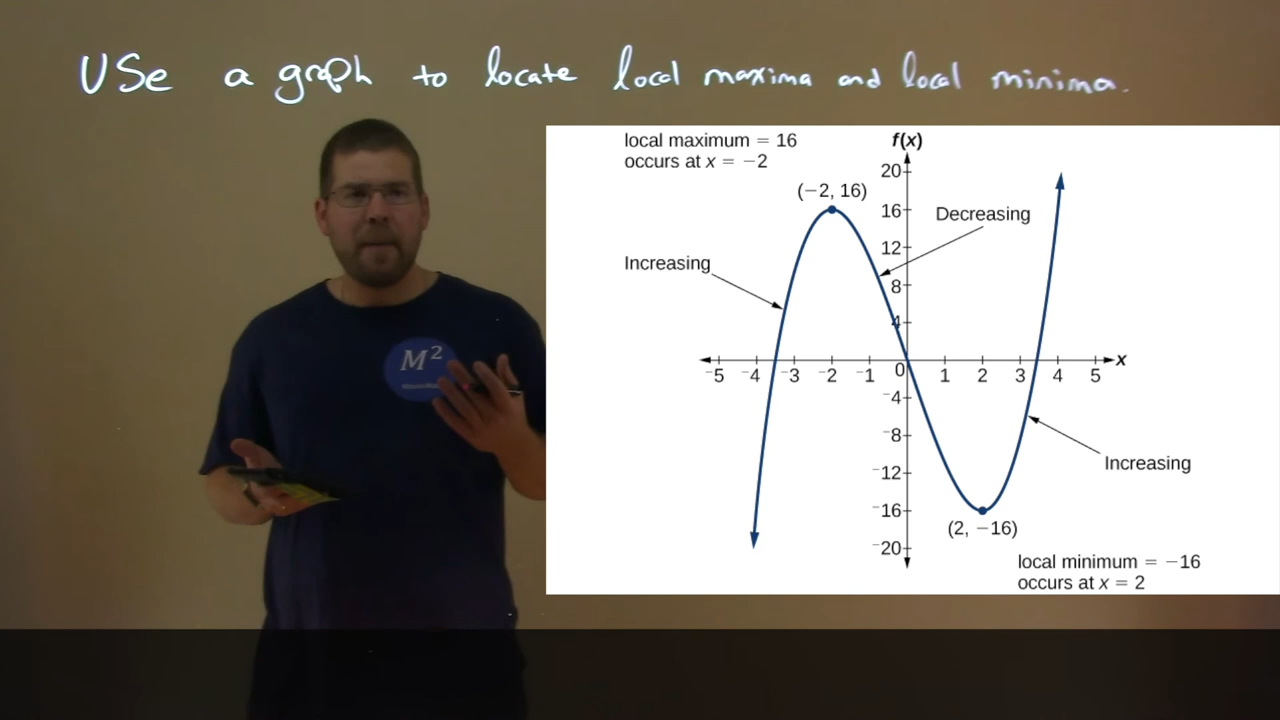 Use a graph to locate local maxima and local minima.
local maximum = 16
occurs at x = −2
f(x)
20
(−2, 16)
16
Decreasing
12
Increasing
8
4
x
−5 −4 −3 −2 −1 0 1 2 3 4 5
−4
−8
Increasing
−12
−16
(2, −16)
−20
local minimum = −16
occurs at x = 2
M²